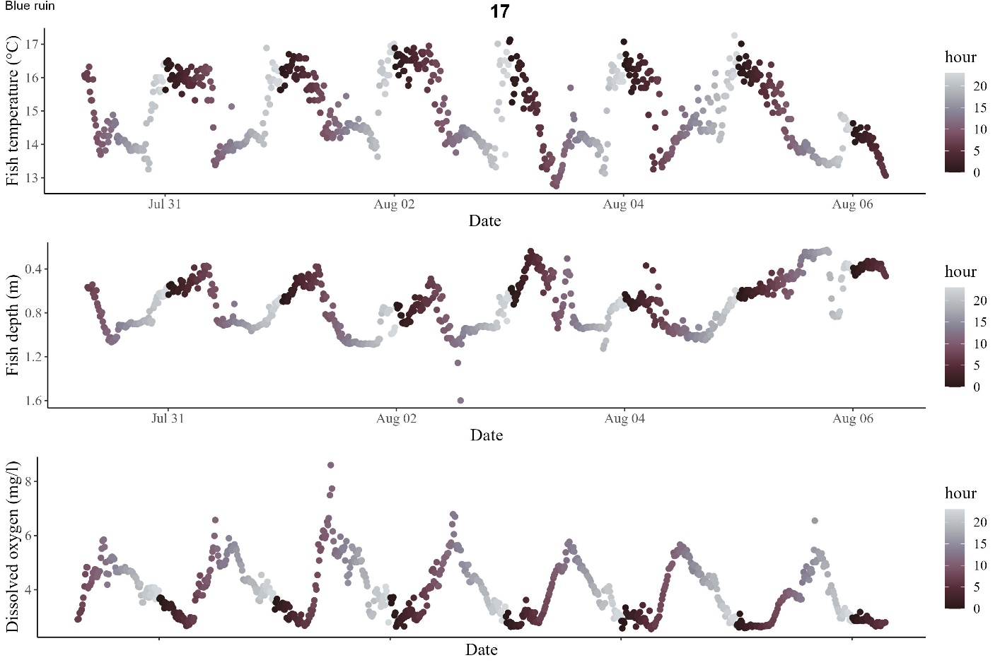 Blue ruin
17
Fish temperature (°C)
17
16
15
14
13
Jul 31
Aug 02
Aug 04
Aug 06
Date
hour
20
15
10
5
0
Fish depth (m)
0.4
0.8
1.2
1.6
Jul 31
Aug 02
Aug 04
Aug 06
Date
hour
20
15
10
5
0
Dissolved oxygen (mg/l)
8
6
4
Date
hour
20
15
10
5
0